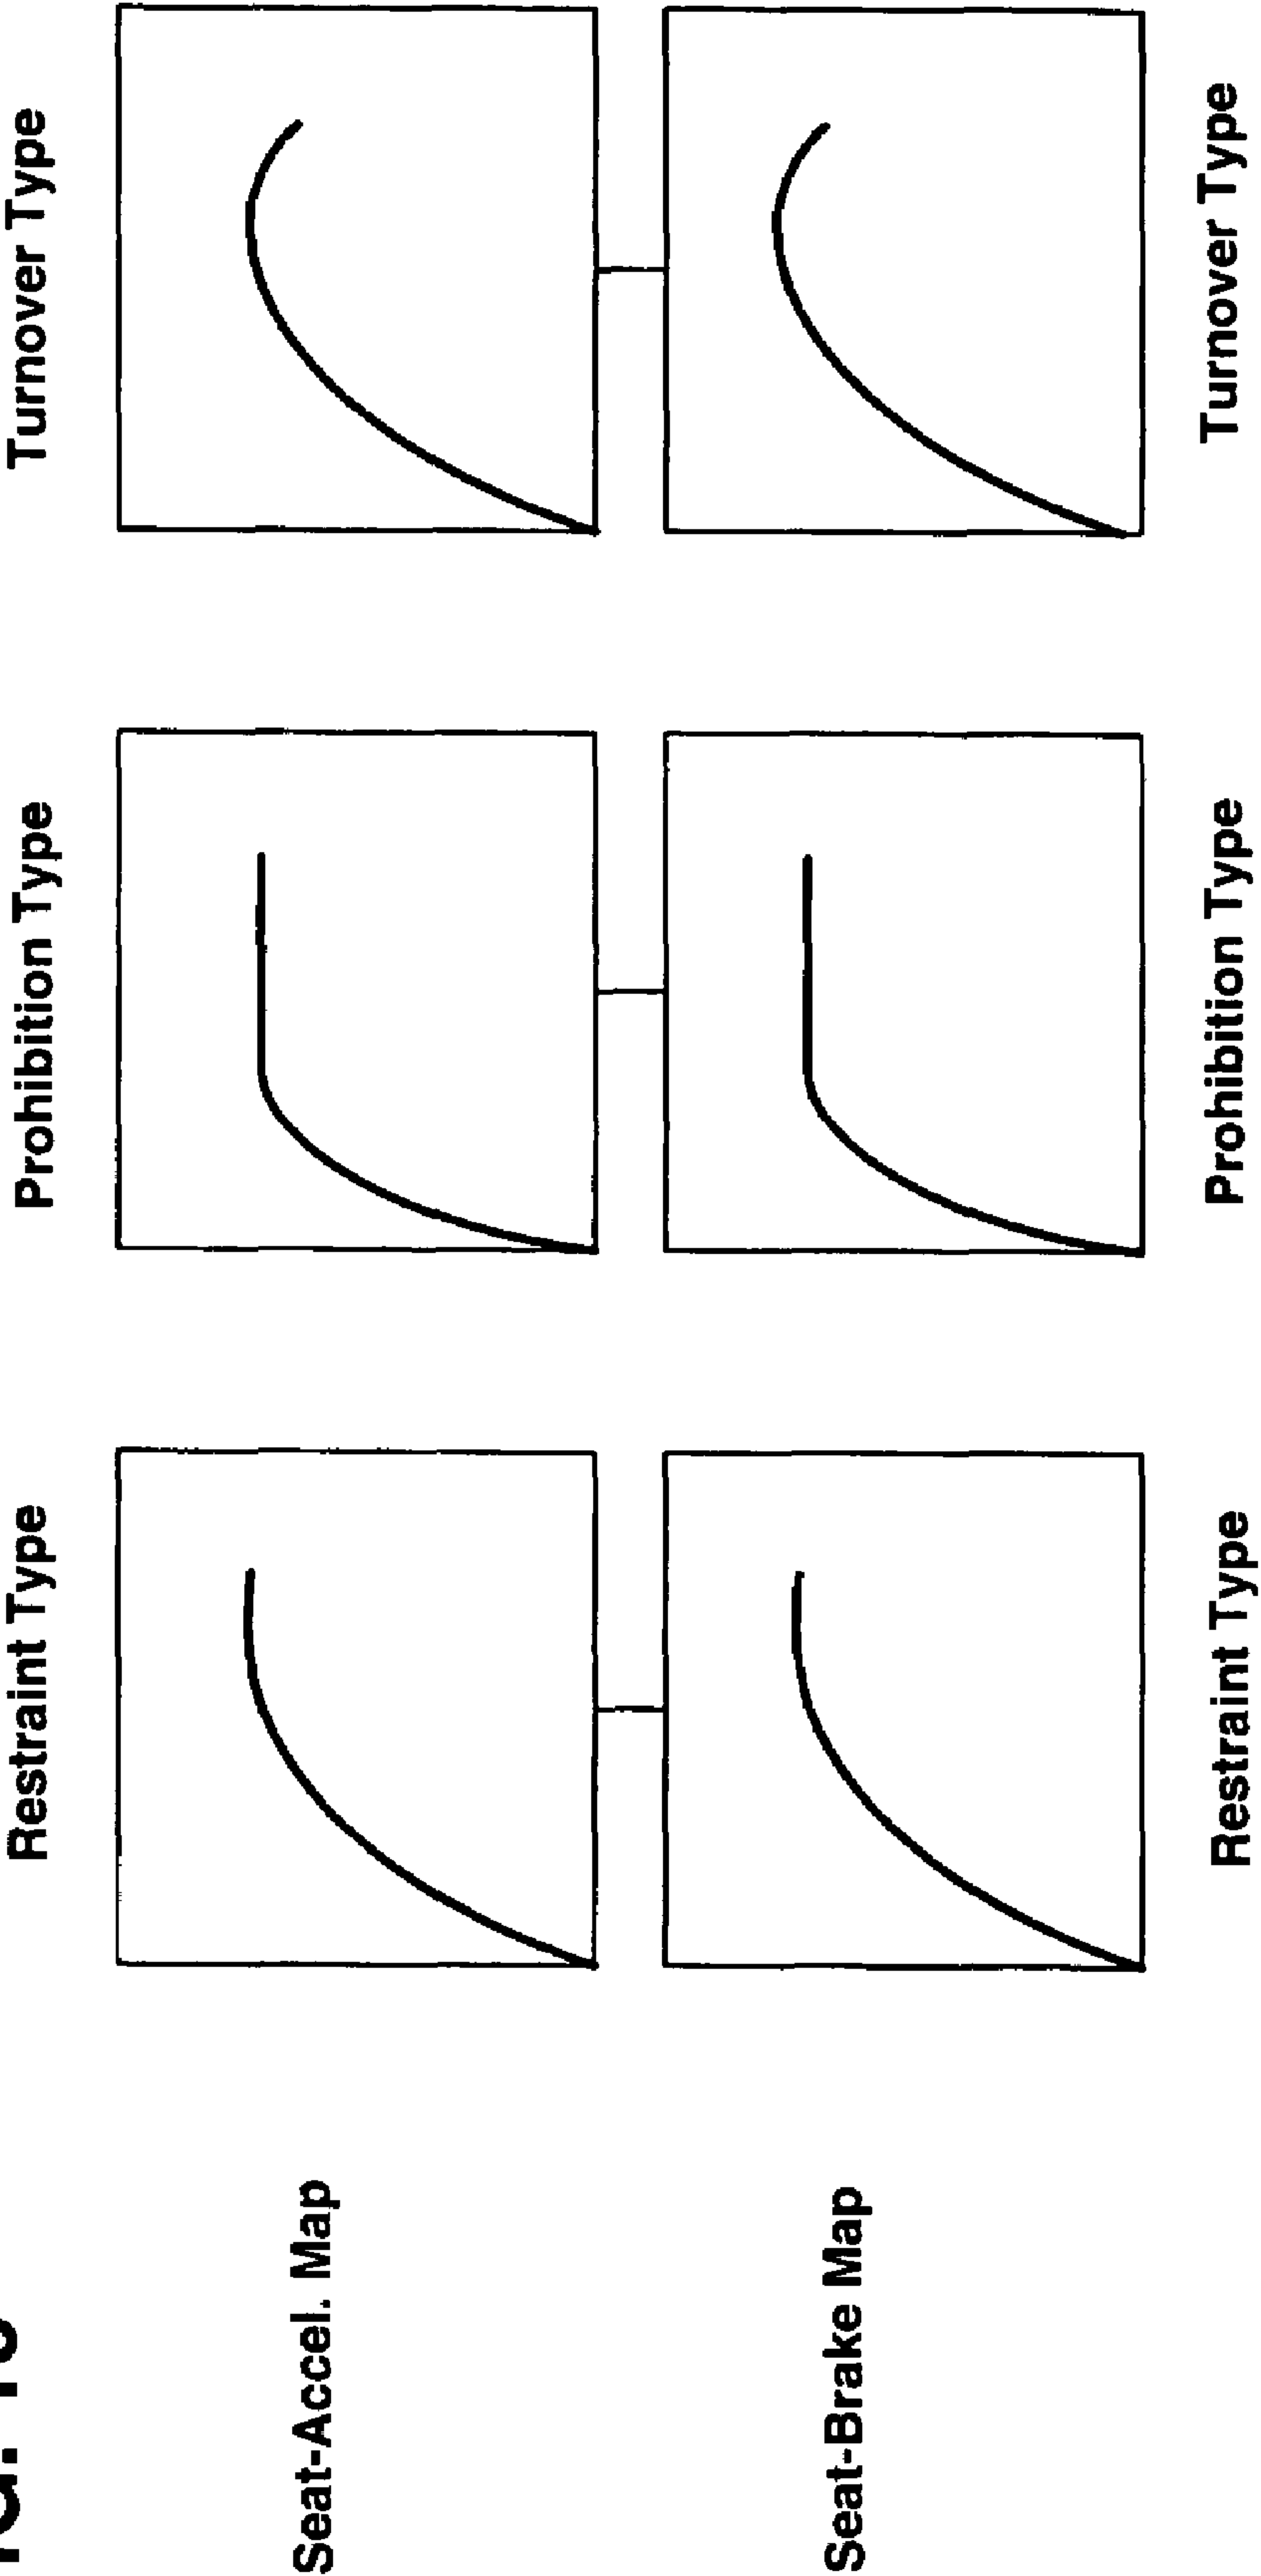 Restraint Type Prohibition Type Turnover Type
Seat-Accel. Map
Seat-Brake Map
Restraint Type Prohibition Type Turnover Type